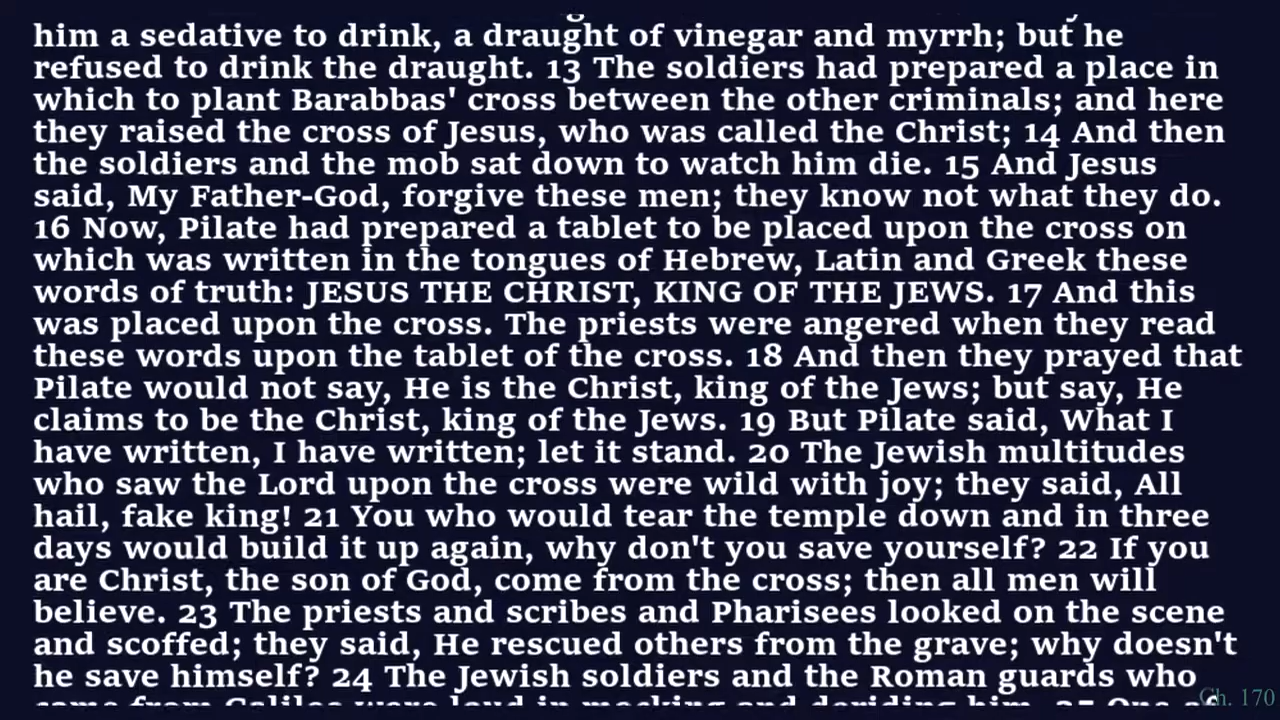 him a sedative to drink, a draught of vinegar and myrrh; but he
refused to drink the draught. 13 The soldiers had prepared a place in
which to plant Barabbas' cross between the other criminals; and here
they raised the cross of Jesus, who was called the Christ; 14 And then
the soldiers and the mob sat down to watch him die. 15 And Jesus
said, My Father-God, forgive these men; they know not what they do.
16 Now, Pilate had prepared a tablet to be placed upon the cross on
which was written in the tongues of Hebrew, Latin and Greek these
words of truth: JESUS THE CHRIST, KING OF THE JEWS. 17 And this
was placed upon the cross. The priests were angered when they read
these words upon the tablet of the cross. 18 And then they prayed that
Pilate would not say, He is the Christ, king of the Jews; but say, He
claims to be the Christ, king of the Jews. 19 But Pilate said, What I
have written, I have written; let it stand. 20 The Jewish multitudes
who saw the Lord upon the cross were wild with joy; they said, All
hail, fake king! 21 You who would tear the temple down and in three
days would build it up again, why don't you save yourself? 22 If you
are Christ, the son of God, come from the cross; then all men will
believe. 23 The priests and scribes and Pharisees looked on the scene
and scoffed; they said, He rescued others from the grave; why doesn't
he save himself? 24 The Jewish soldiers and the Roman guards who
came from Galilee were loud in mocking and deriding him. 25 One
Ch. 170